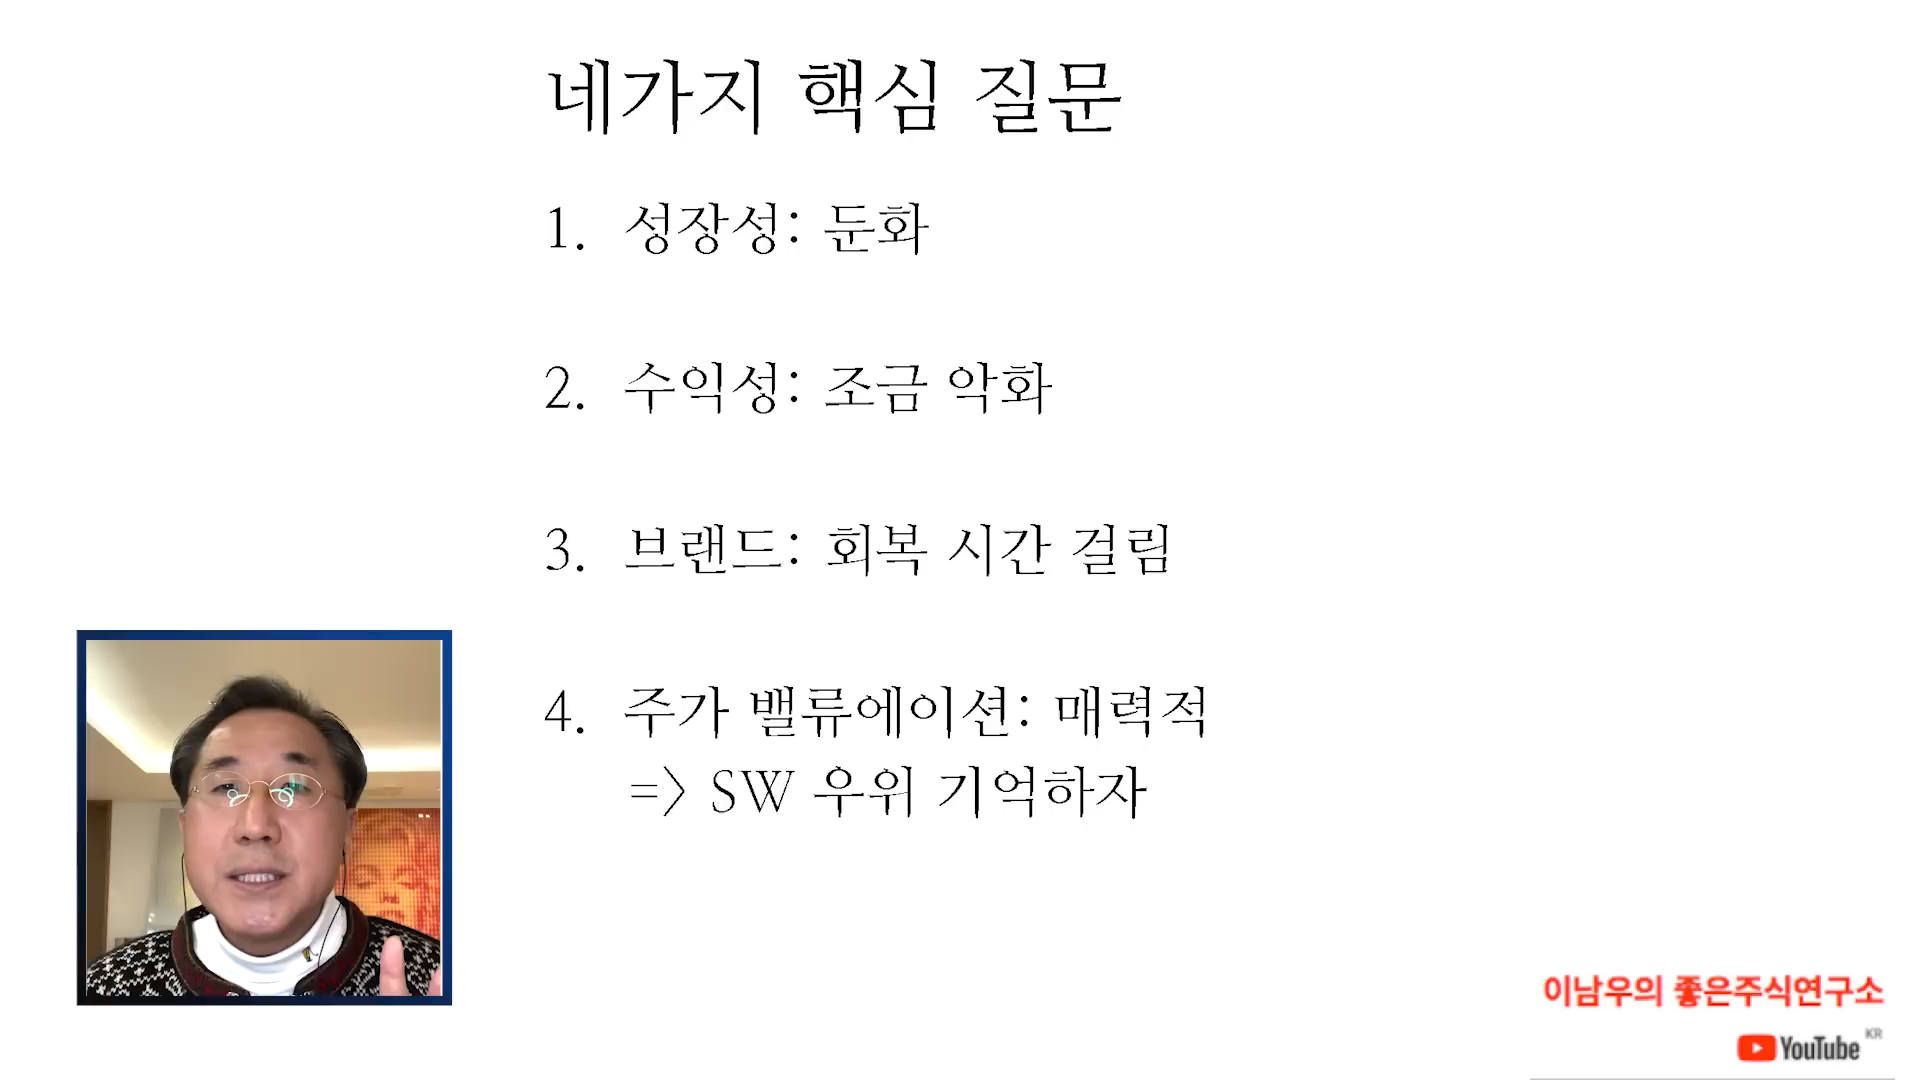 네가지 핵심 질문
1. 성장성: 둔화
2. 수익성: 조금 악화
3. 브랜드: 회복 시간 걸림
4. 주가 밸류에이션: 매력적
=> SW 우위 기억하자
이남우의 좋은주식연구소
YouTube KR